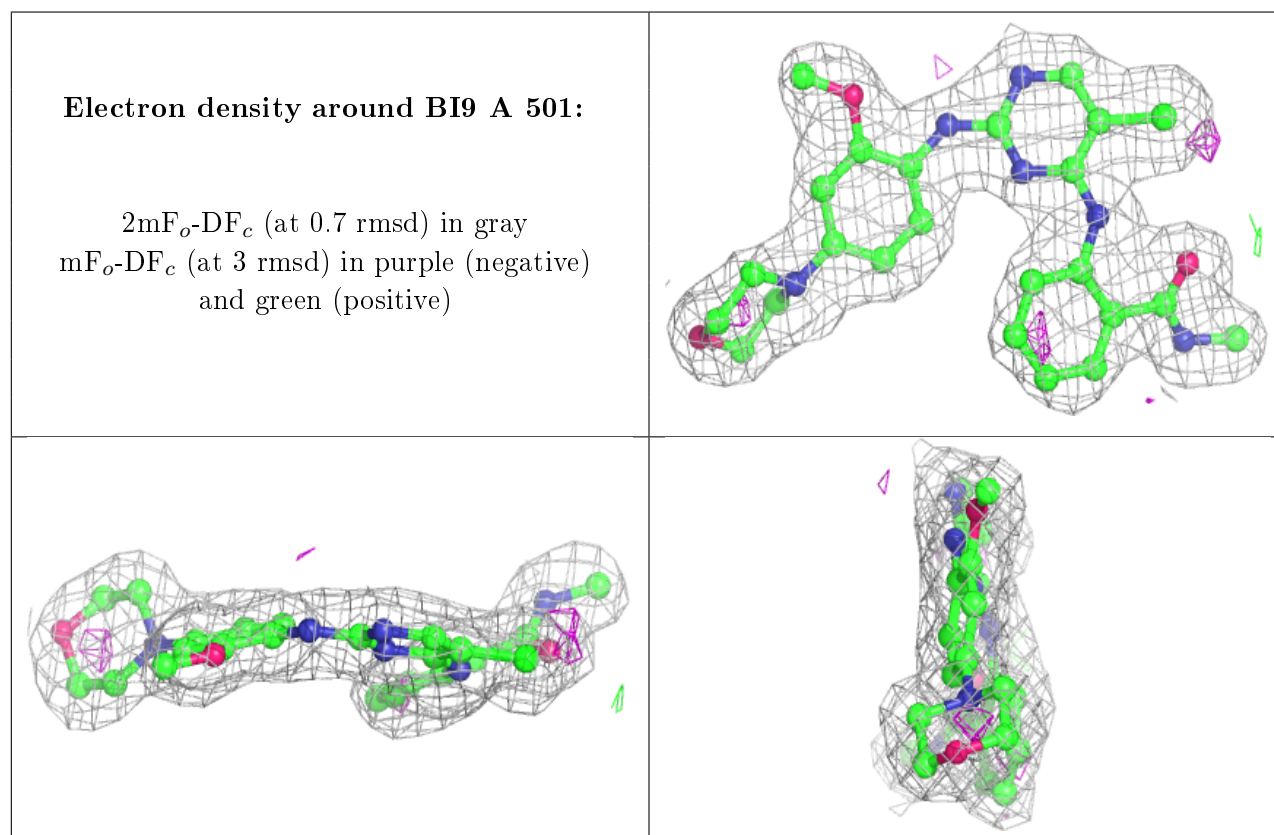 Electron density around BI9 A 501:
2mFₒ-DF𝒸 (at 0.7 rmsd) in gray
mFₒ-DF𝒸 (at 3 rmsd) in purple (negative)
and green (positive)